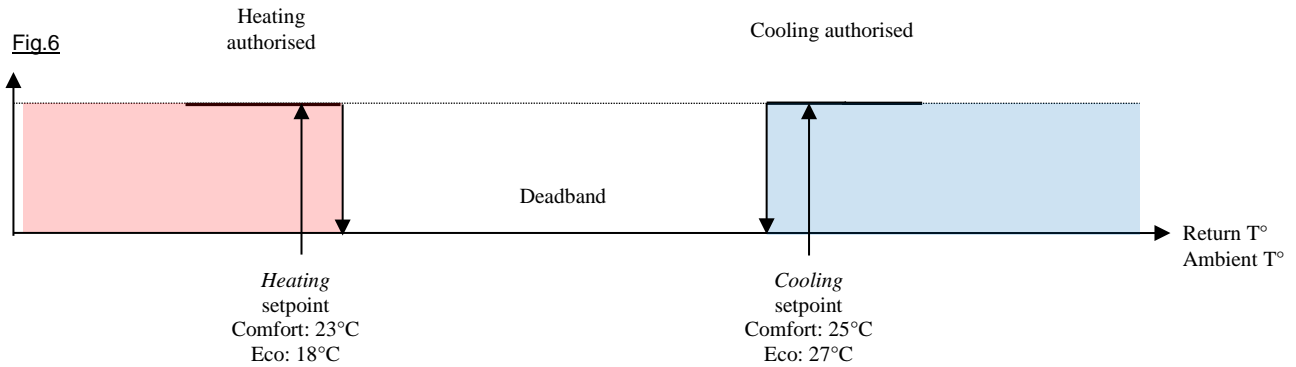 Fig.6
Heating
authorised
Cooling authorised
Deadband
Return T°
Ambient T°
Heating
setpoint
Comfort: 23°C
Eco: 18°C
Cooling
setpoint
Comfort: 25°C
Eco: 27°C